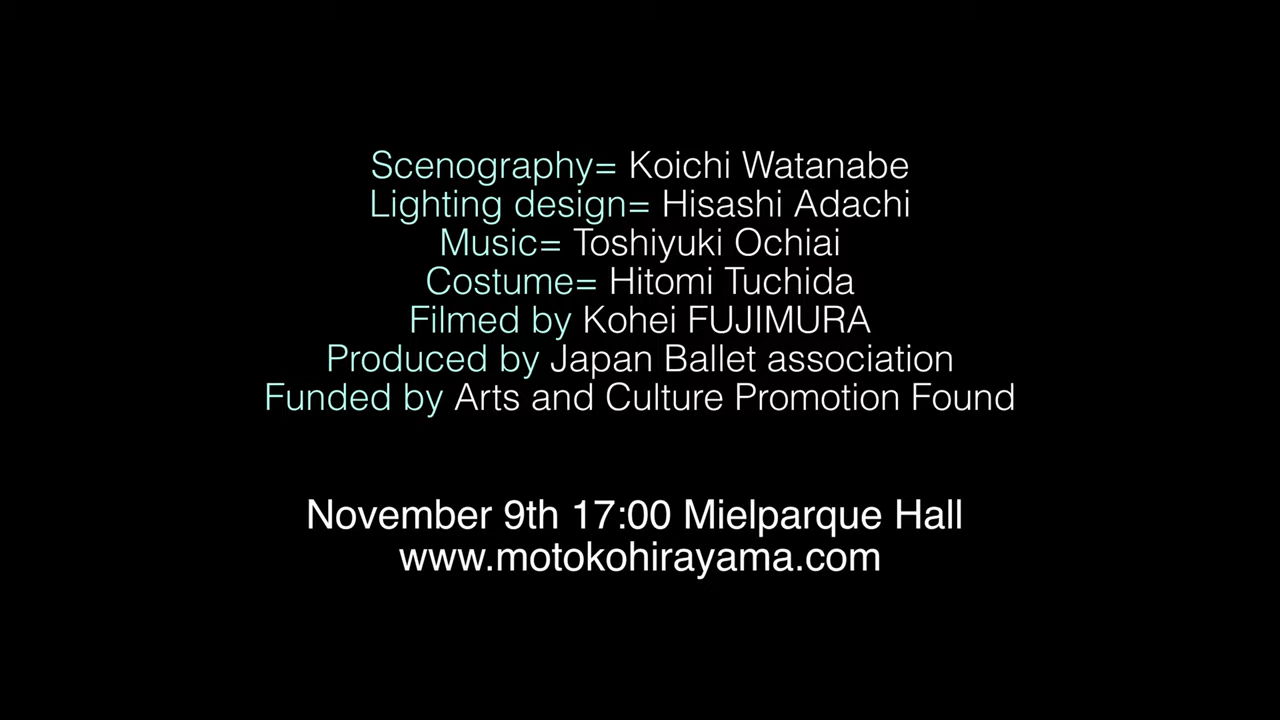 Scenography= Koichi Watanabe
Lighting design= Hisashi Adachi
Music= Toshiyuki Ochiai
Costume= Hitomi Tuchida
Filmed by Kohei FUJIMURA
Produced by Japan Ballet association
Funded by Arts and Culture Promotion Found
November 9th 17:00 Mielparque Hall
www.motokohirayama.com